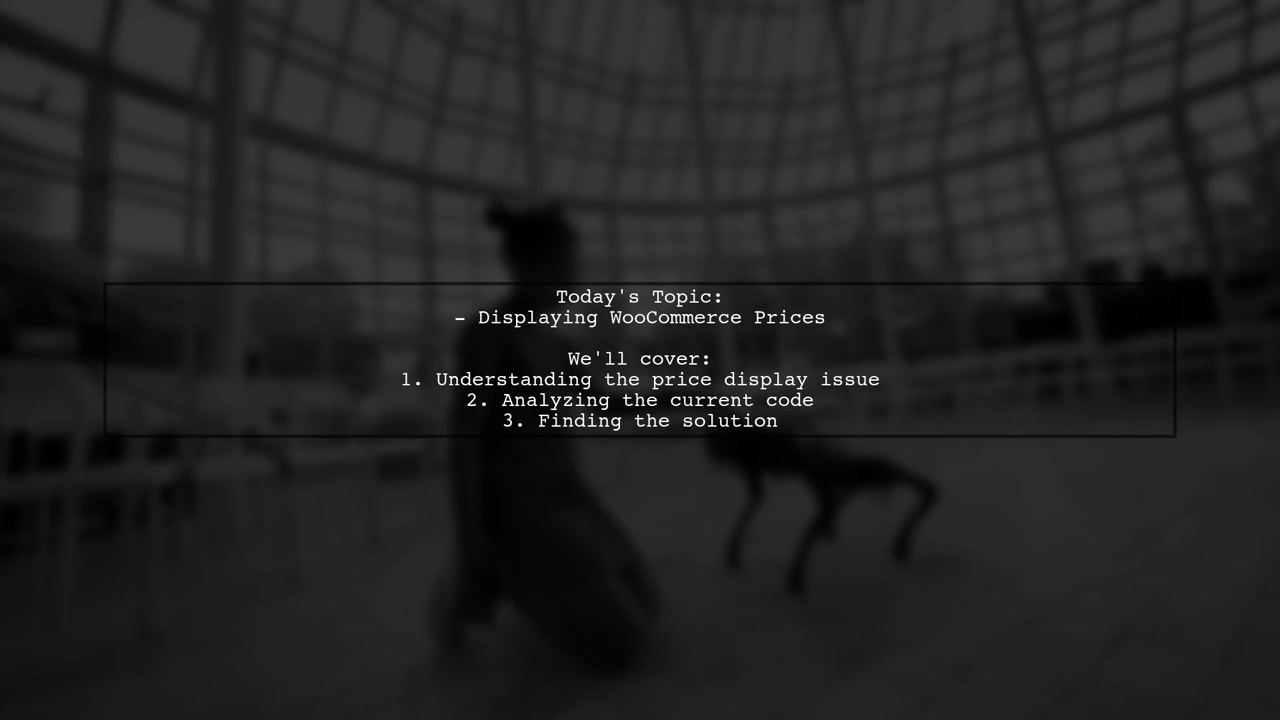 Today's Topic:
- Displaying WooCommerce Prices
We'll cover:
1. Understanding the price display issue
2. Analyzing the current code
3. Finding the solution